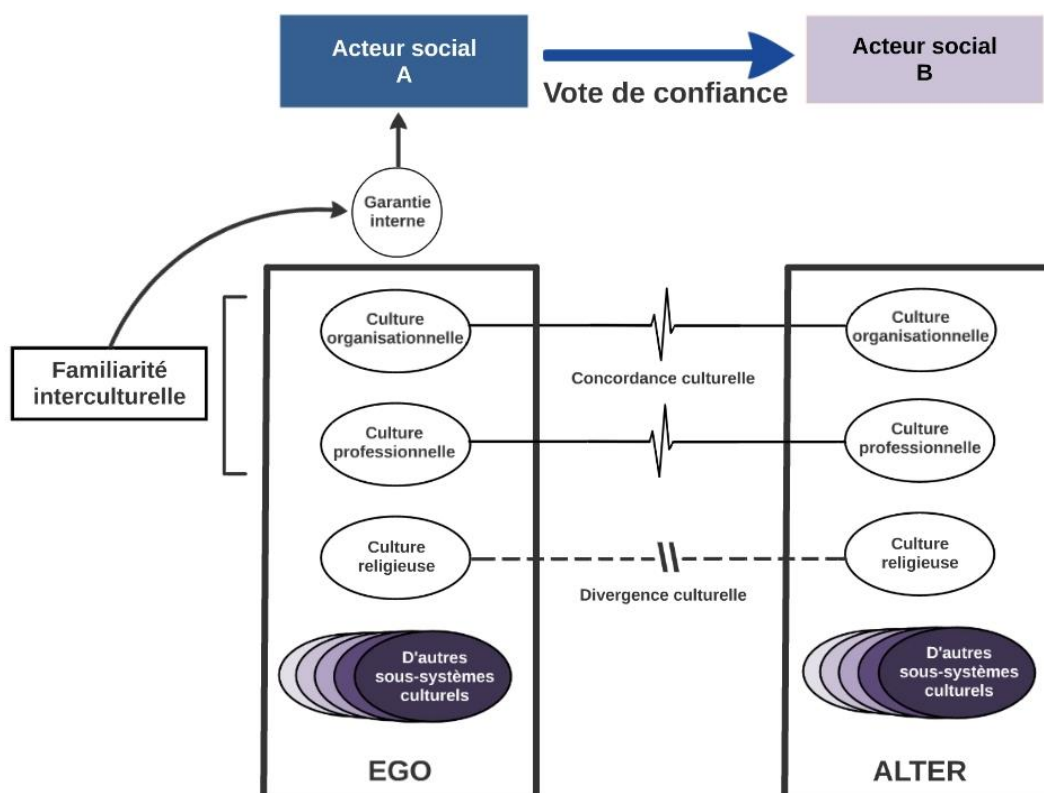 Acteur social
A
Vote de confiance
Acteur social
B
Garantie
interne
Familiarité
interculturelle
Culture
organisationnelle
Concordance culturelle
Culture
organisationnelle
Culture
professionnelle
Culture
professionnelle
Culture
religieuse
Divergence culturelle
Culture
religieuse
D'autres
sous-systèmes
culturels
D'autres
sous-systèmes
culturels
EGO
ALTER